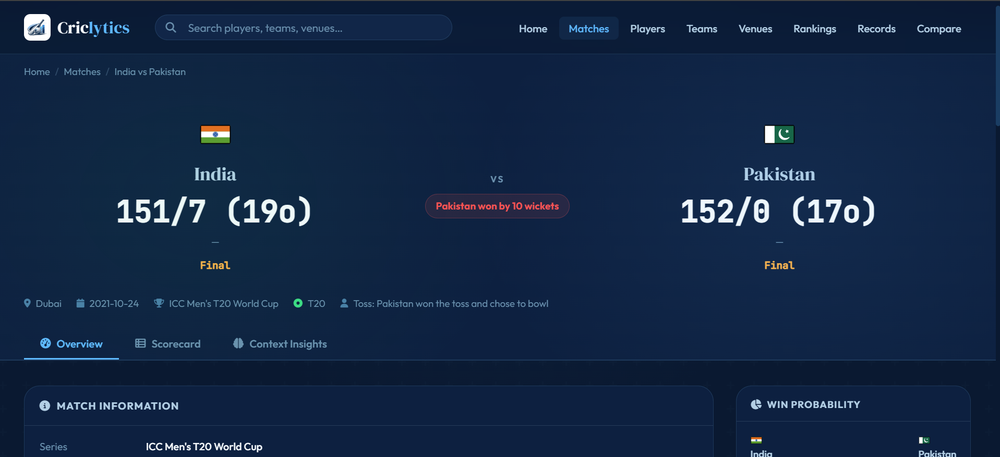 Criclytics
Search players, teams, venues...
Home Matches Players Teams Venues Rankings Records Compare
Home / Matches / India vs Pakistan
India
151/7 (19o)
—
Final
VS
Pakistan won by 10 wickets
Pakistan
152/0 (17o)
—
Final
Dubai 2021-10-24 ICC Men's T20 World Cup T20 Toss: Pakistan won the toss and chose to bowl
Overview Scorecard Context Insights
MATCH INFORMATION
Series ICC Men's T20 World Cup
WIN PROBABILITY
India Pakistan